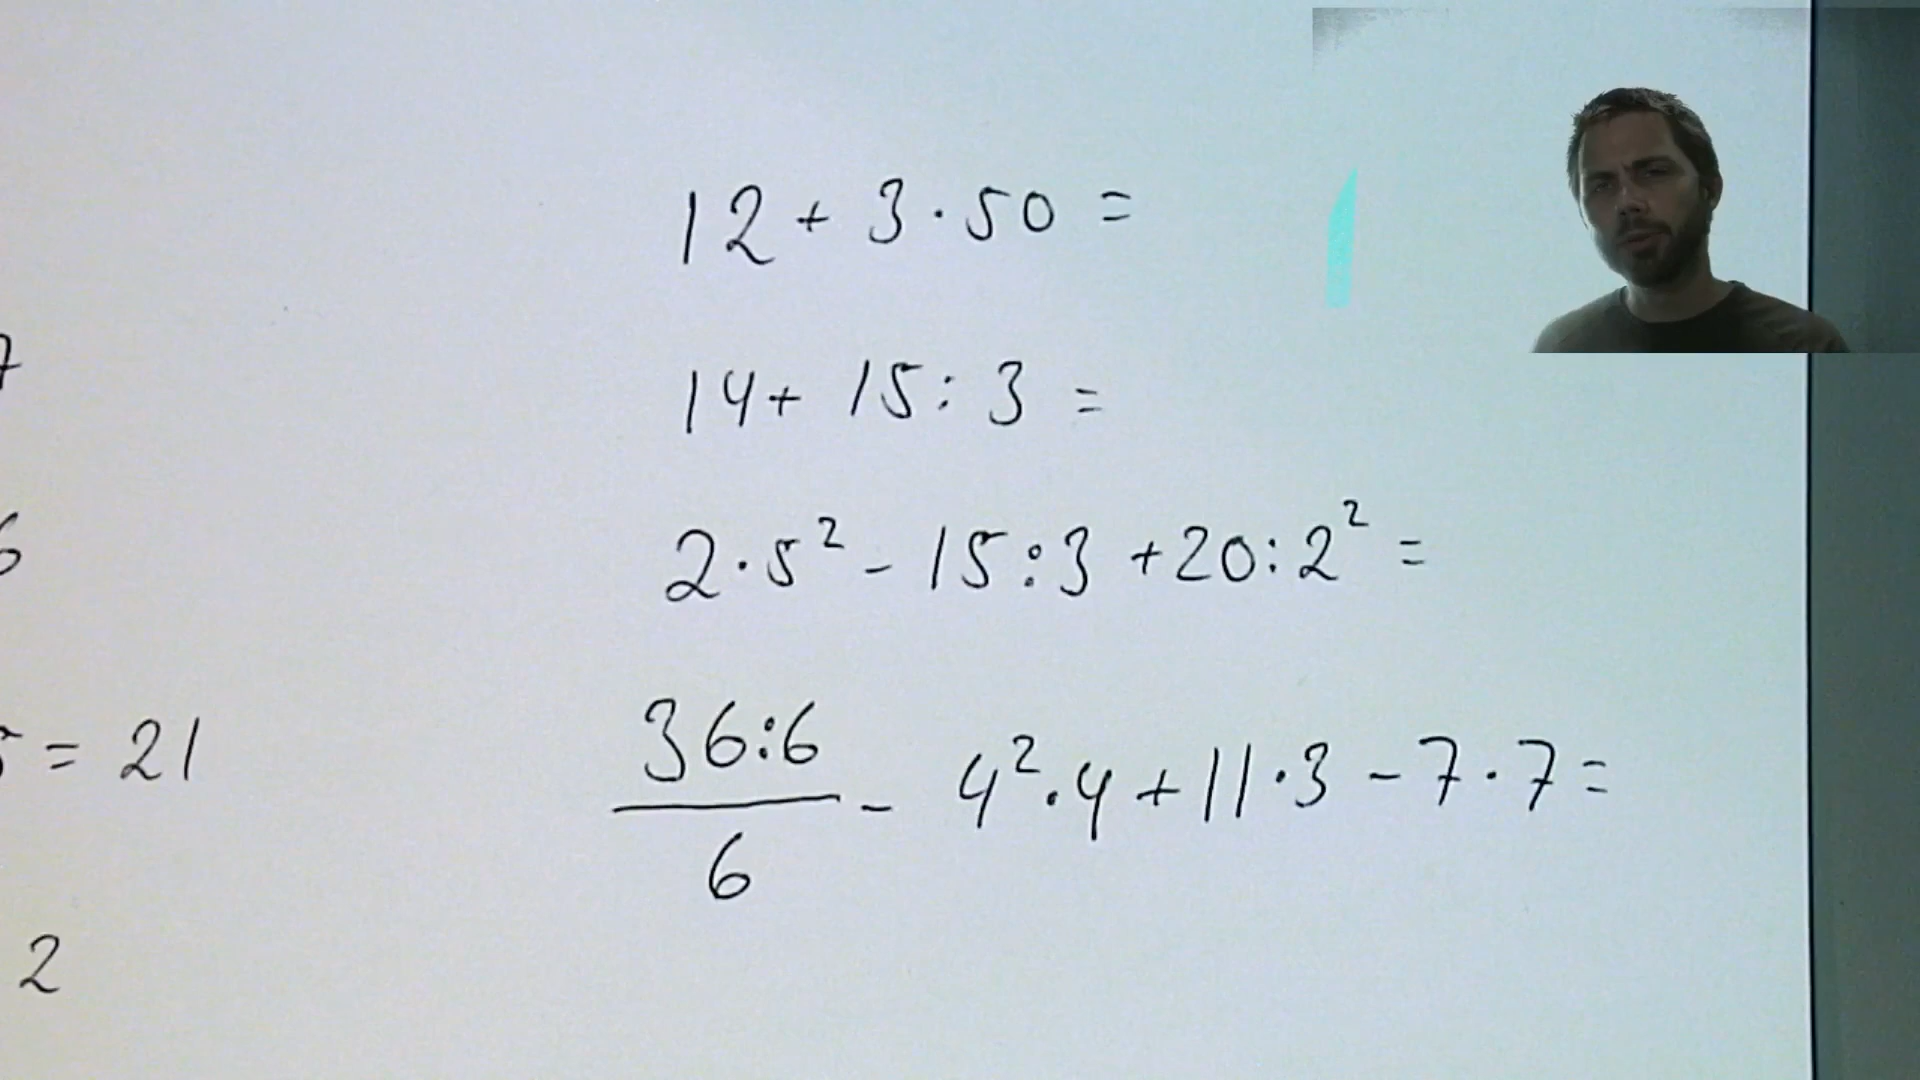 12 + 3 · 50 =
7
14 + 15 : 3 =
6
2 · 5² - 15 : 3 + 20 : 2² =
= 21
\frac{36:6}{6} - 4² · 4 + 11 · 3 - 7 · 7 =
2